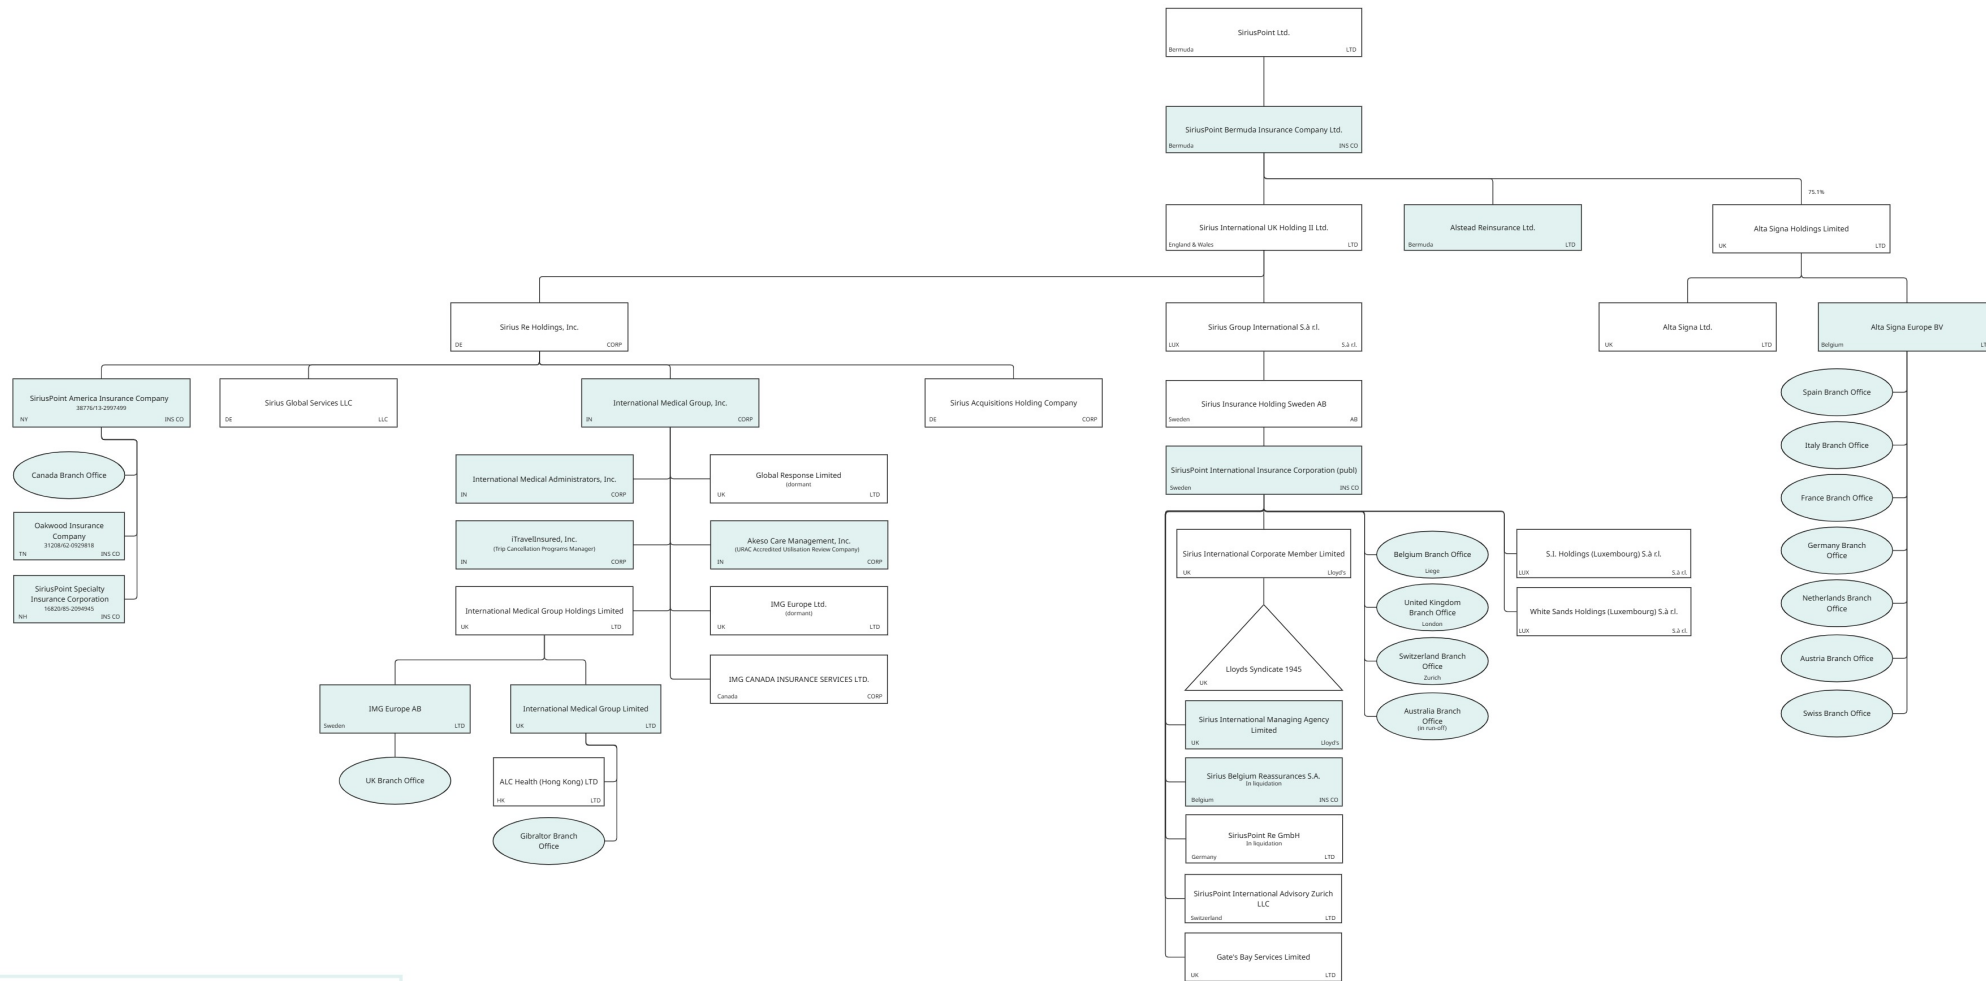 SiriusPoint Ltd.
Bermuda LTD
SiriusPoint Bermuda Insurance Company Ltd.
Bermuda INS CO
75.1%
Sirius International UK Holding II Ltd.
England & Wales LTD
Alstead Reinsurance Ltd.
Bermuda LTD
Alta Signa Holdings Limited
UK LTD
Sirius Re Holdings, Inc.
DE CORP
Sirius Group International S.à r.l.
LUX S.à r.l.
Alta Signa Ltd.
UK LTD
Alta Signa Europe BV
Belgium LT
SiriusPoint America Insurance Company
38776/13-2997499
NY INS CO
Sirius Global Services LLC
DE LLC
International Medical Group, Inc.
IN CORP
Sirius Acquisitions Holding Company
DE CORP
Sirius Insurance Holding Sweden AB
Sweden AB
SiriusPoint International Insurance Corporation (publ)
Sweden INS CO
Canada Branch Office
Oakwood Insurance
Company
31208/62-0929818
TN INS CO
SiriusPoint Specialty
Insurance Corporation
16820/85-2094945
NH INS CO
International Medical Administrators, Inc.
IN CORP
Global Response Limited
(dormant
UK LTD
iTravelInsured, Inc.
(Trip Cancellation Programs Manager)
IN CORP
Akeso Care Management, Inc.
(URAC Accredited Utilisation Review Company)
IN CORP
International Medical Group Holdings Limited
UK LTD
IMG Europe Ltd.
(dormant)
UK LTD
IMG CANADA INSURANCE SERVICES LTD.
Canada CORP
IMG Europe AB
Sweden LTD
International Medical Group Limited
UK LTD
UK Branch Office
ALC Health (Hong Kong) LTD
HK LTD
Gibraltor Branch
Office
Sirius International Corporate Member Limited
UK Lloyd's
Lloyds Syndicate 1945
UK
Sirius International Managing Agency
Limited
UK Lloyd's
Sirius Belgium Reassurances S.A.
In liquidation
Belgium INS CO
SiriusPoint Re GmbH
In liquidation
Germany LTD
SiriusPoint International Advisory Zurich
LLC
Switzerland LTD
Gate's Bay Services Limited
UK LTD
Belgium Branch Office
Liege
United Kingdom
Branch Office
London
Switzerland Branch
Office
Zurich
Australia Branch
Office
(in run-off)
S.I. Holdings (Luxembourg) S.à r.l.
LUX S.à r.l.
White Sands Holdings (Luxembourg) S.à r.l.
LUX S.à r.l.
Spain Branch Office
Italy Branch Office
France Branch Office
Germany Branch
Office
Netherlands Branch
Office
Austria Branch Office
Swiss Branch Office